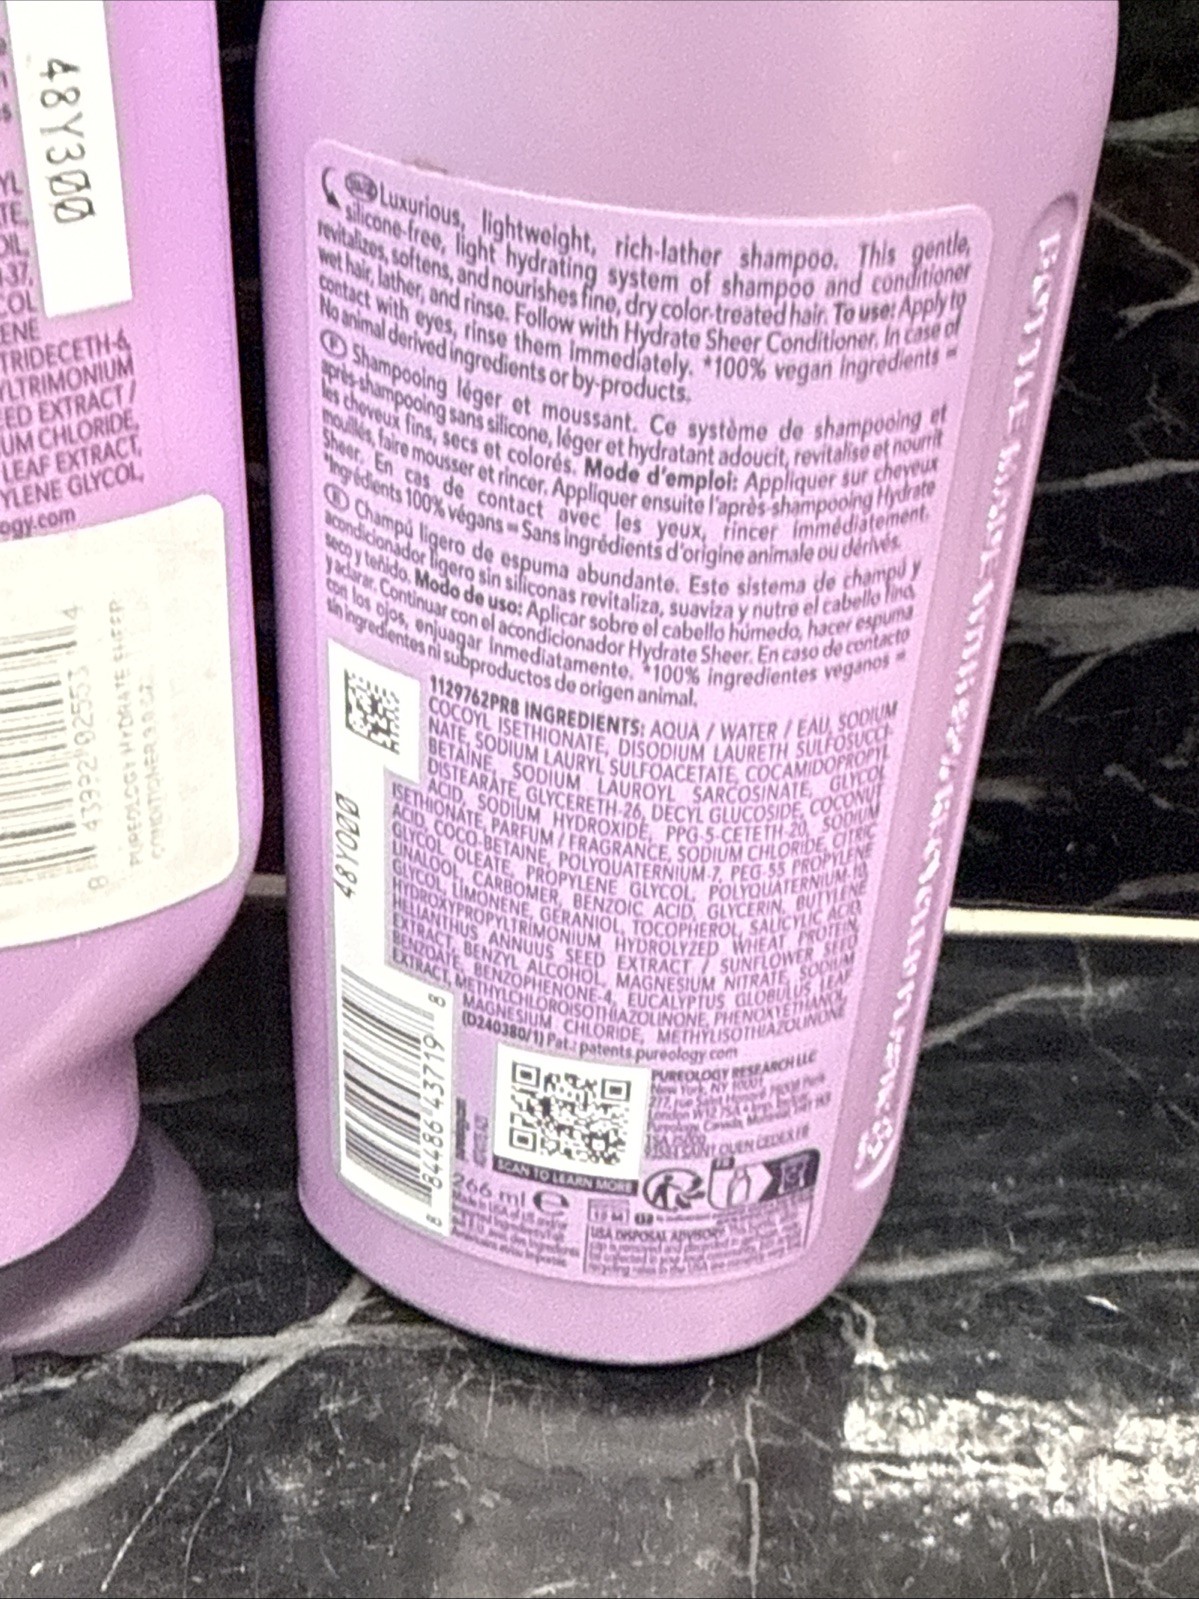 48Y300
YL
TE,
OIL,
37,
COL
ENE
TRIDECETH-6,
YLTRIMONIUM
ED EXTRACT /
UM CHLORIDE,
LEAF EXTRACT,
YLENE GLYCOL,
ogy.com
8 43992 02553 4
PUREOLOGY HYDRATE SHEER
CONDITIONER 9.0 OZ
Luxurious, lightweight, rich-lather shampoo. This gentle,
silicone-free, light hydrating system of shampoo and conditioner
revitalizes, softens, and nourishes fine, dry color-treated hair. To use: Apply to
wet hair, lather, and rinse. Follow with Hydrate Sheer Conditioner. In case of
contact with eyes, rinse them immediately. *100% vegan ingredients =
No animal derived ingredients or by-products.
F Shampooing léger et moussant. Ce système de shampooing et
après-shampooing sans silicone, léger et hydratant adoucit, revitalise et nourrit
les cheveux fins, secs et colorés. Mode d'emploi: Appliquer sur cheveux
mouillés, faire mousser et rincer. Appliquer ensuite l'après-shampooing Hydrate
Sheer. En cas de contact avec les yeux, rincer immédiatement.
*Ingrédients 100% végans = Sans ingrédients d'origine animale ou dérivés.
E Champú ligero de espuma abundante. Este sistema de champú y
acondicionador ligero sin siliconas revitaliza, suaviza y nutre el cabello fino,
seco y teñido. Modo de uso: Aplicar sobre el cabello húmedo, hacer espuma
y aclarar. Continuar con el acondicionador Hydrate Sheer. En caso de contacto
con los ojos, enjuagar inmediatamente. *100% ingredientes veganos =
sin ingredientes ni subproductos de origen animal.
1129762PR8 INGREDIENTS: AQUA / WATER / EAU, SODIUM
COCOYL ISETHIONATE, DISODIUM LAURETH SULFOSUCCI-
NATE, SODIUM LAURYL SULFOACETATE, COCAMIDOPROPYL
BETAINE, SODIUM LAUROYL SARCOSINATE, GLYCOL
DISTEARATE, GLYCERETH-26, DECYL GLUCOSIDE, COCONUT
ACID, SODIUM HYDROXIDE, PPG-5-CETETH-20, SODIUM
ISETHIONATE, PARFUM / FRAGRANCE, SODIUM CHLORIDE, CITRIC
ACID, COCO-BETAINE, POLYQUATERNIUM-7, PEG-55 PROPYLENE
GLYCOL OLEATE, PROPYLENE GLYCOL, POLYQUATERNIUM-10,
LINALOOL, CARBOMER, BENZOIC ACID, GLYCERIN, BUTYLENE
GLYCOL, LIMONENE, GERANIOL, TOCOPHEROL, SALICYLIC ACID,
HYDROXYPROPYLTRIMONIUM HYDROLYZED WHEAT PROTEIN,
HELIANTHUS ANNUUS SEED EXTRACT / SUNFLOWER SEED
EXTRACT, BENZYL ALCOHOL, MAGNESIUM NITRATE, SODIUM
BENZOATE, BENZOPHENONE-4, EUCALYPTUS GLOBULUS LEAF
EXTRACT, METHYLCHLOROISOTHIAZOLINONE, PHENOXYETHANOL,
MAGNESIUM CHLORIDE, METHYLISOTHIAZOLINONE
(D240380/1) Pat.: patents.pureology.com
48Y000
8 84486 43719 8
PUREOLOGY RESEARCH LLC
New York, NY 10001
93584 SAINT OUEN CEDEX FR
SCAN TO LEARN MORE
266 ml e
USA DISPOSAL ADVISORY